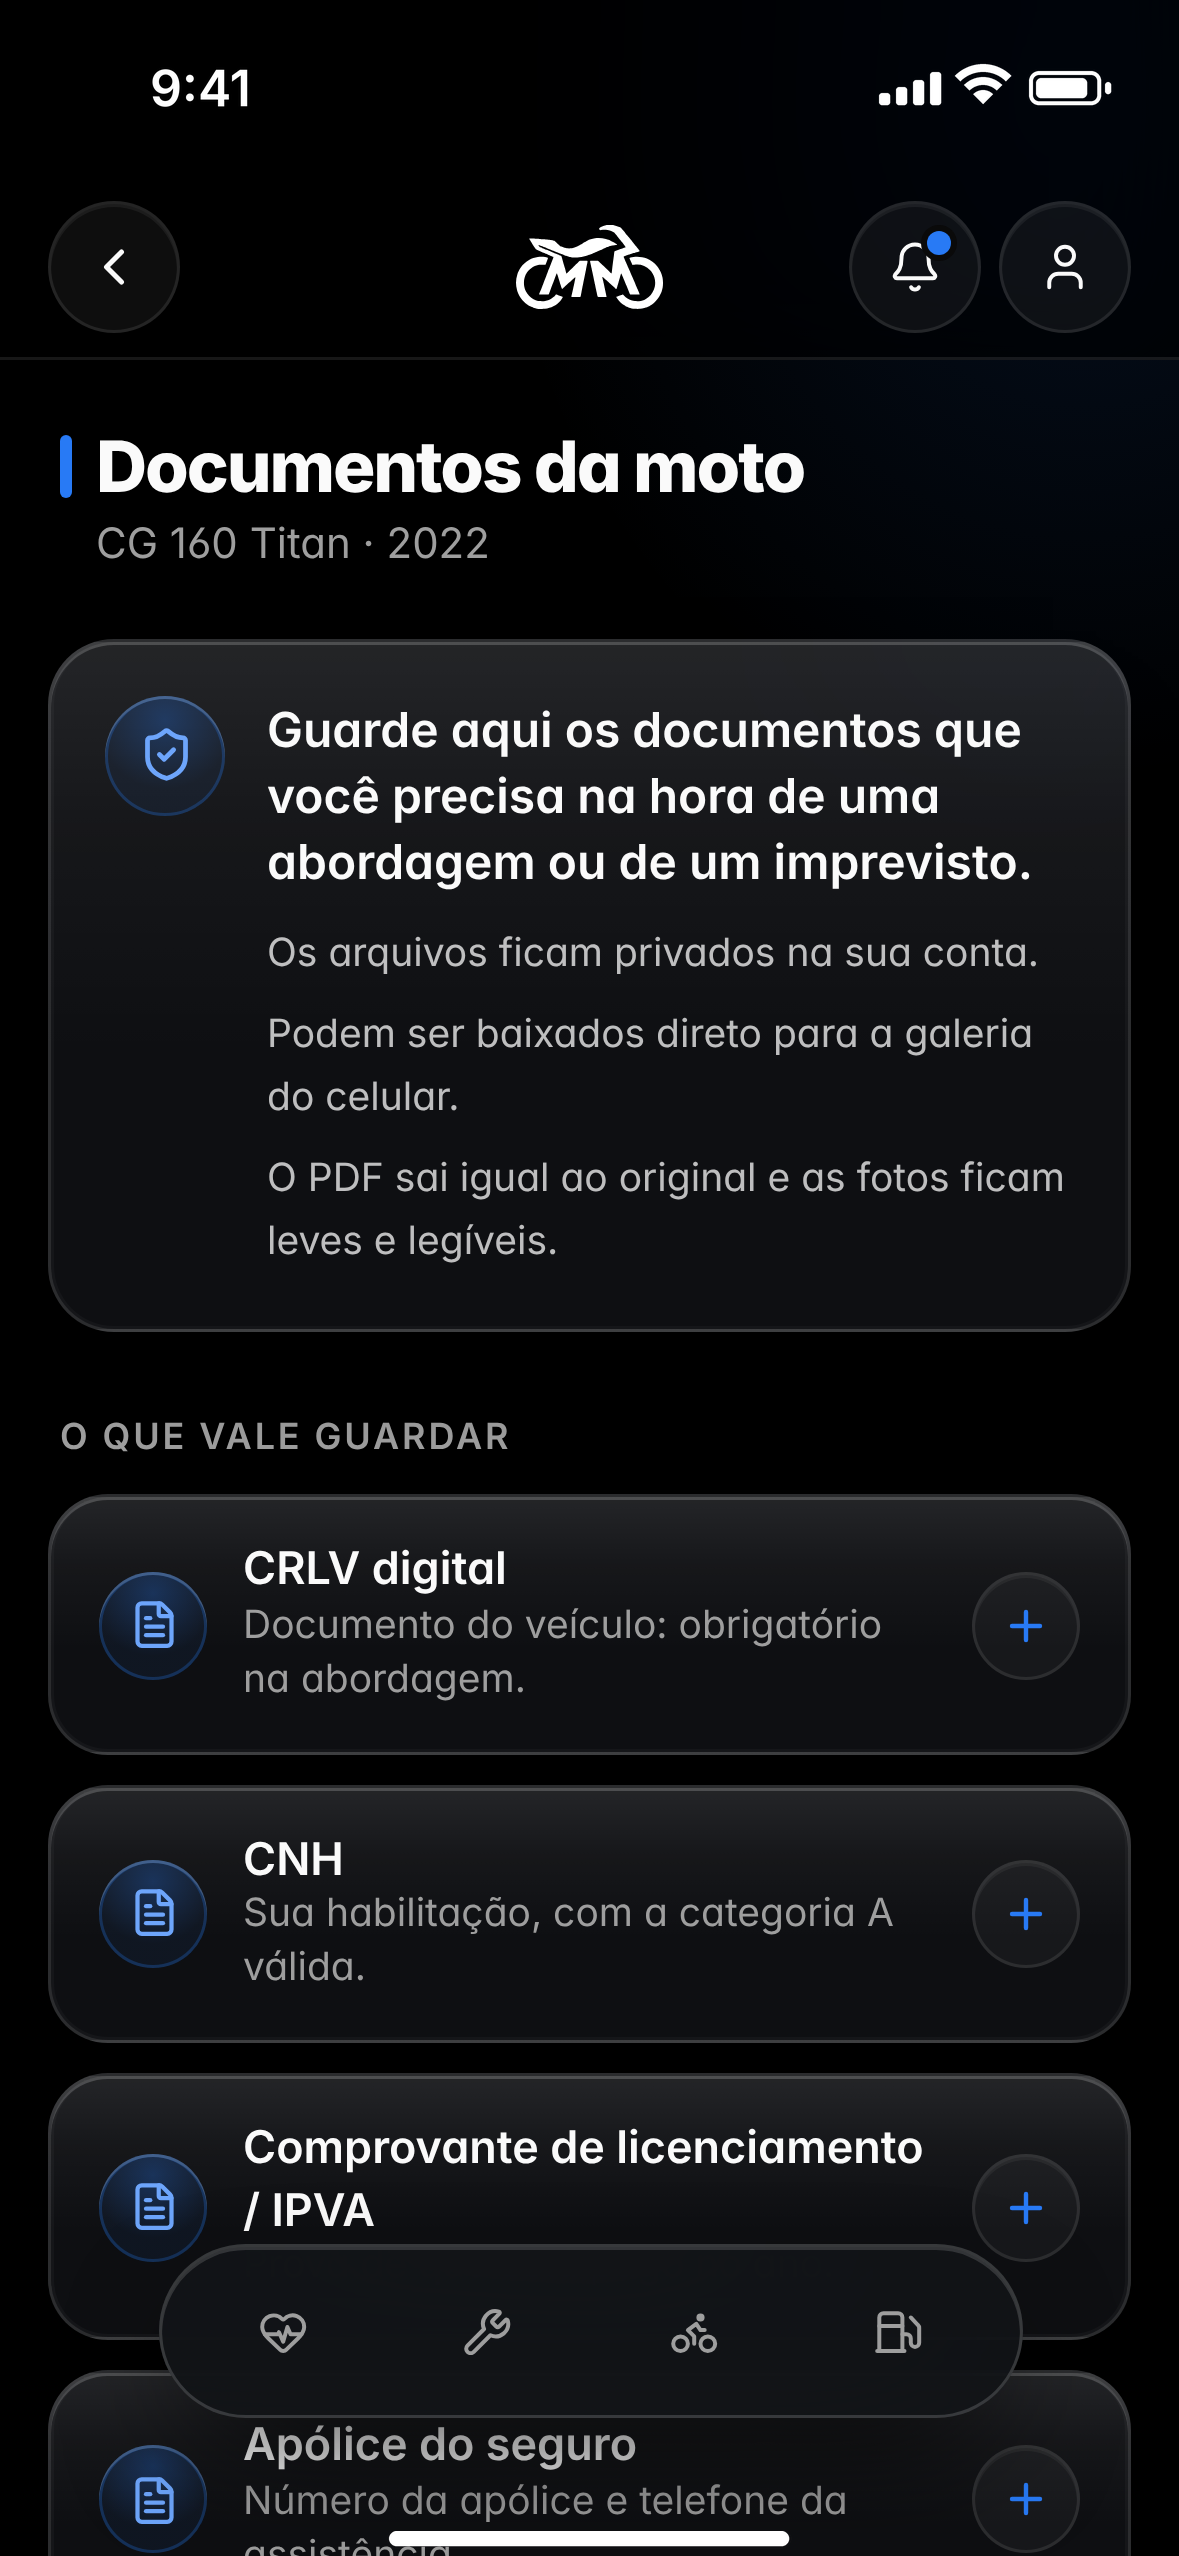 9:41
MM
Documentos da moto
CG 160 Titan · 2022
Guarde aqui os documentos que
você precisa na hora de uma
abordagem ou de um imprevisto.
Os arquivos ficam privados na sua conta.
Podem ser baixados direto para a galeria
do celular.
O PDF sai igual ao original e as fotos ficam
leves e legíveis.
O QUE VALE GUARDAR
CRLV digital
Documento do veículo: obrigatório
na abordagem.
CNH
Sua habilitação, com a categoria A
válida.
Comprovante de licenciamento
/ IPVA
Apólice do seguro
Número da apólice e telefone da
assistência